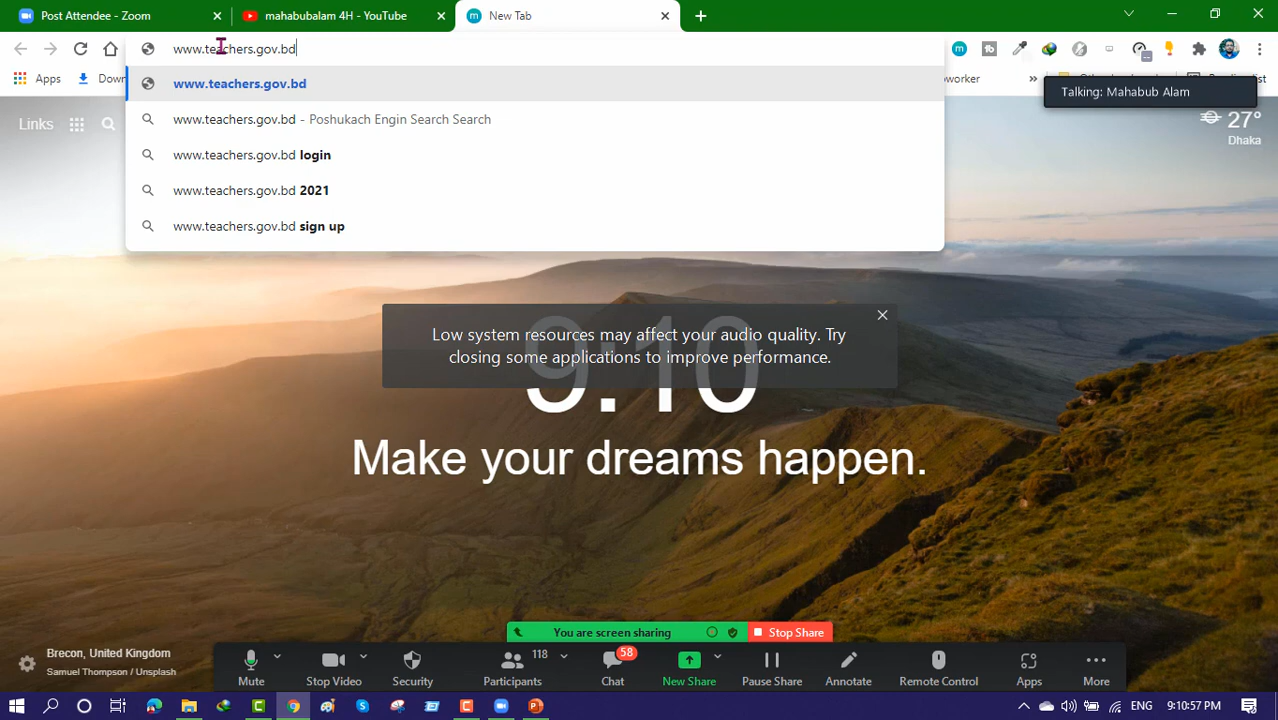 Post Attendee - Zoom
mahabubalam 4H - YouTube
New Tab
www.teachers.gov.bd
Apps
Down
coworker
www.teachers.gov.bd
www.teachers.gov.bd - Poshukach Engin Search Search
www.teachers.gov.bd login
www.teachers.gov.bd 2021
www.teachers.gov.bd sign up
Talking: Mahabub Alam
Links
27°
Dhaka
Low system resources may affect your audio quality. Try
closing some applications to improve performance.
9:10
Make your dreams happen.
You are screen sharing
Stop Share
Brecon, United Kingdom
Samuel Thompson / Unsplash
118
58
Mute
Stop Video
Security
Participants
Chat
New Share
Pause Share
Annotate
Remote Control
Apps
More
ENG
9:10:57 PM